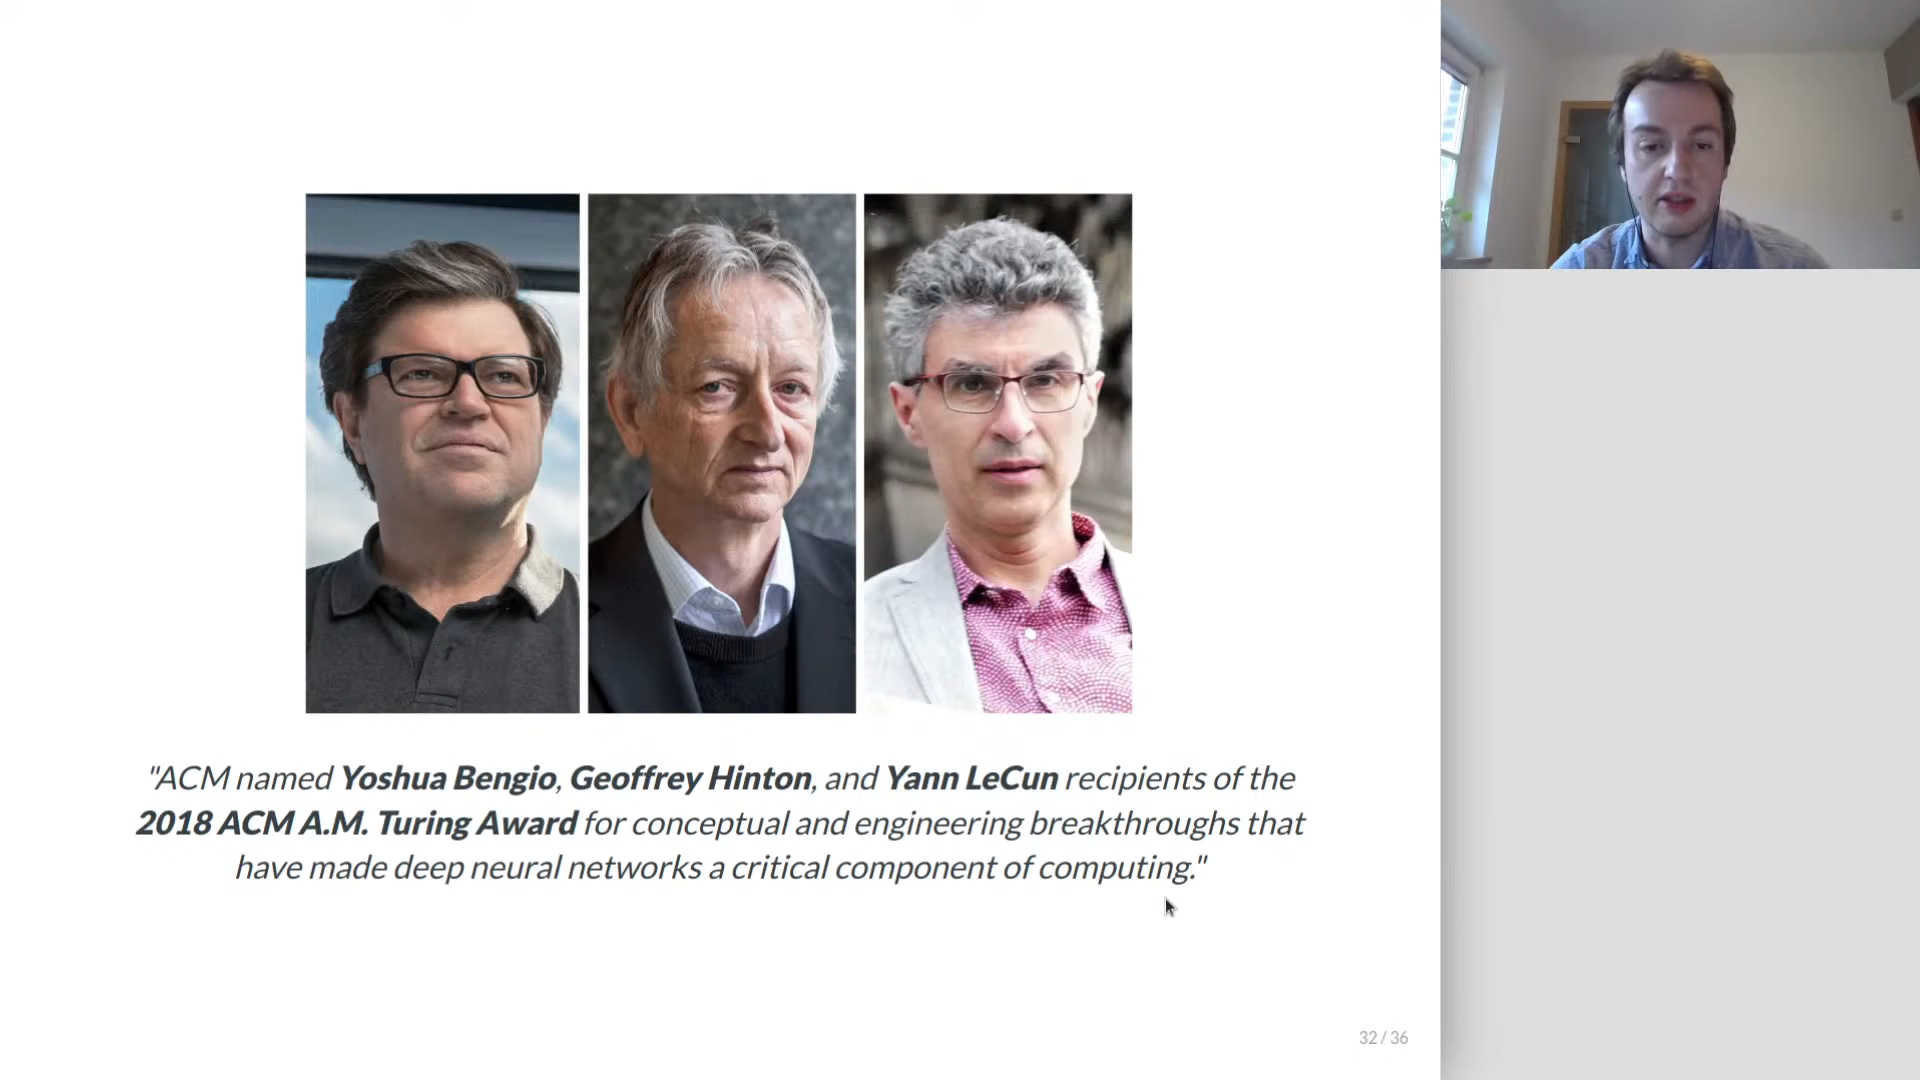 "ACM named Yoshua Bengio, Geoffrey Hinton, and Yann LeCun recipients of the
2018 ACM A.M. Turing Award for conceptual and engineering breakthroughs that
have made deep neural networks a critical component of computing."
32 / 36